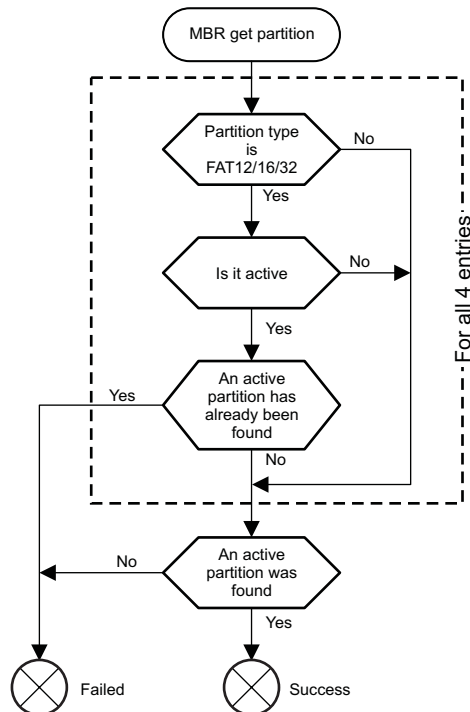 MBR get partition
Partition type
is
FAT12/16/32
No
Yes
Is it active
No
Yes
For all 4 entries
An active
partition has
already been
found
Yes
No
An active
partition was
found
No
Yes
Failed
Success